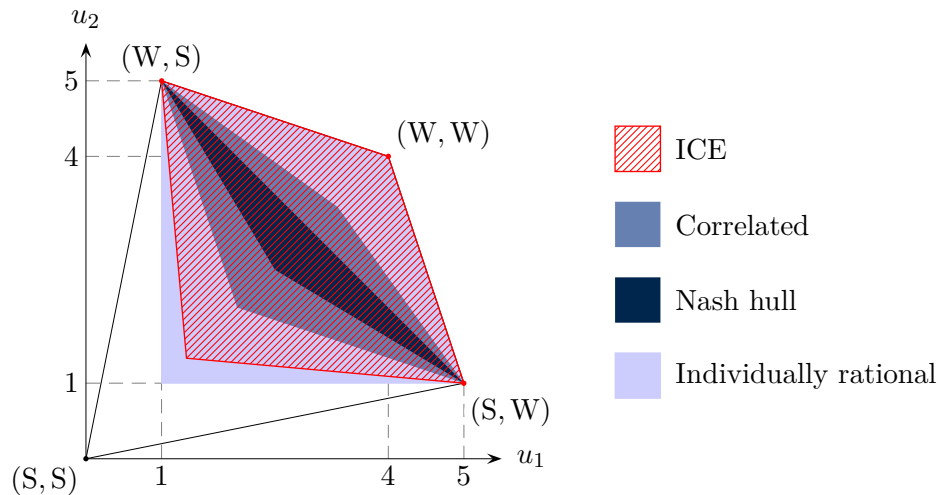 u₂
(W, S)
5
(W, W)
4
ICE
Correlated
Nash hull
Individually rational
1
(S, W)
(S, S)
1
4
5
u₁